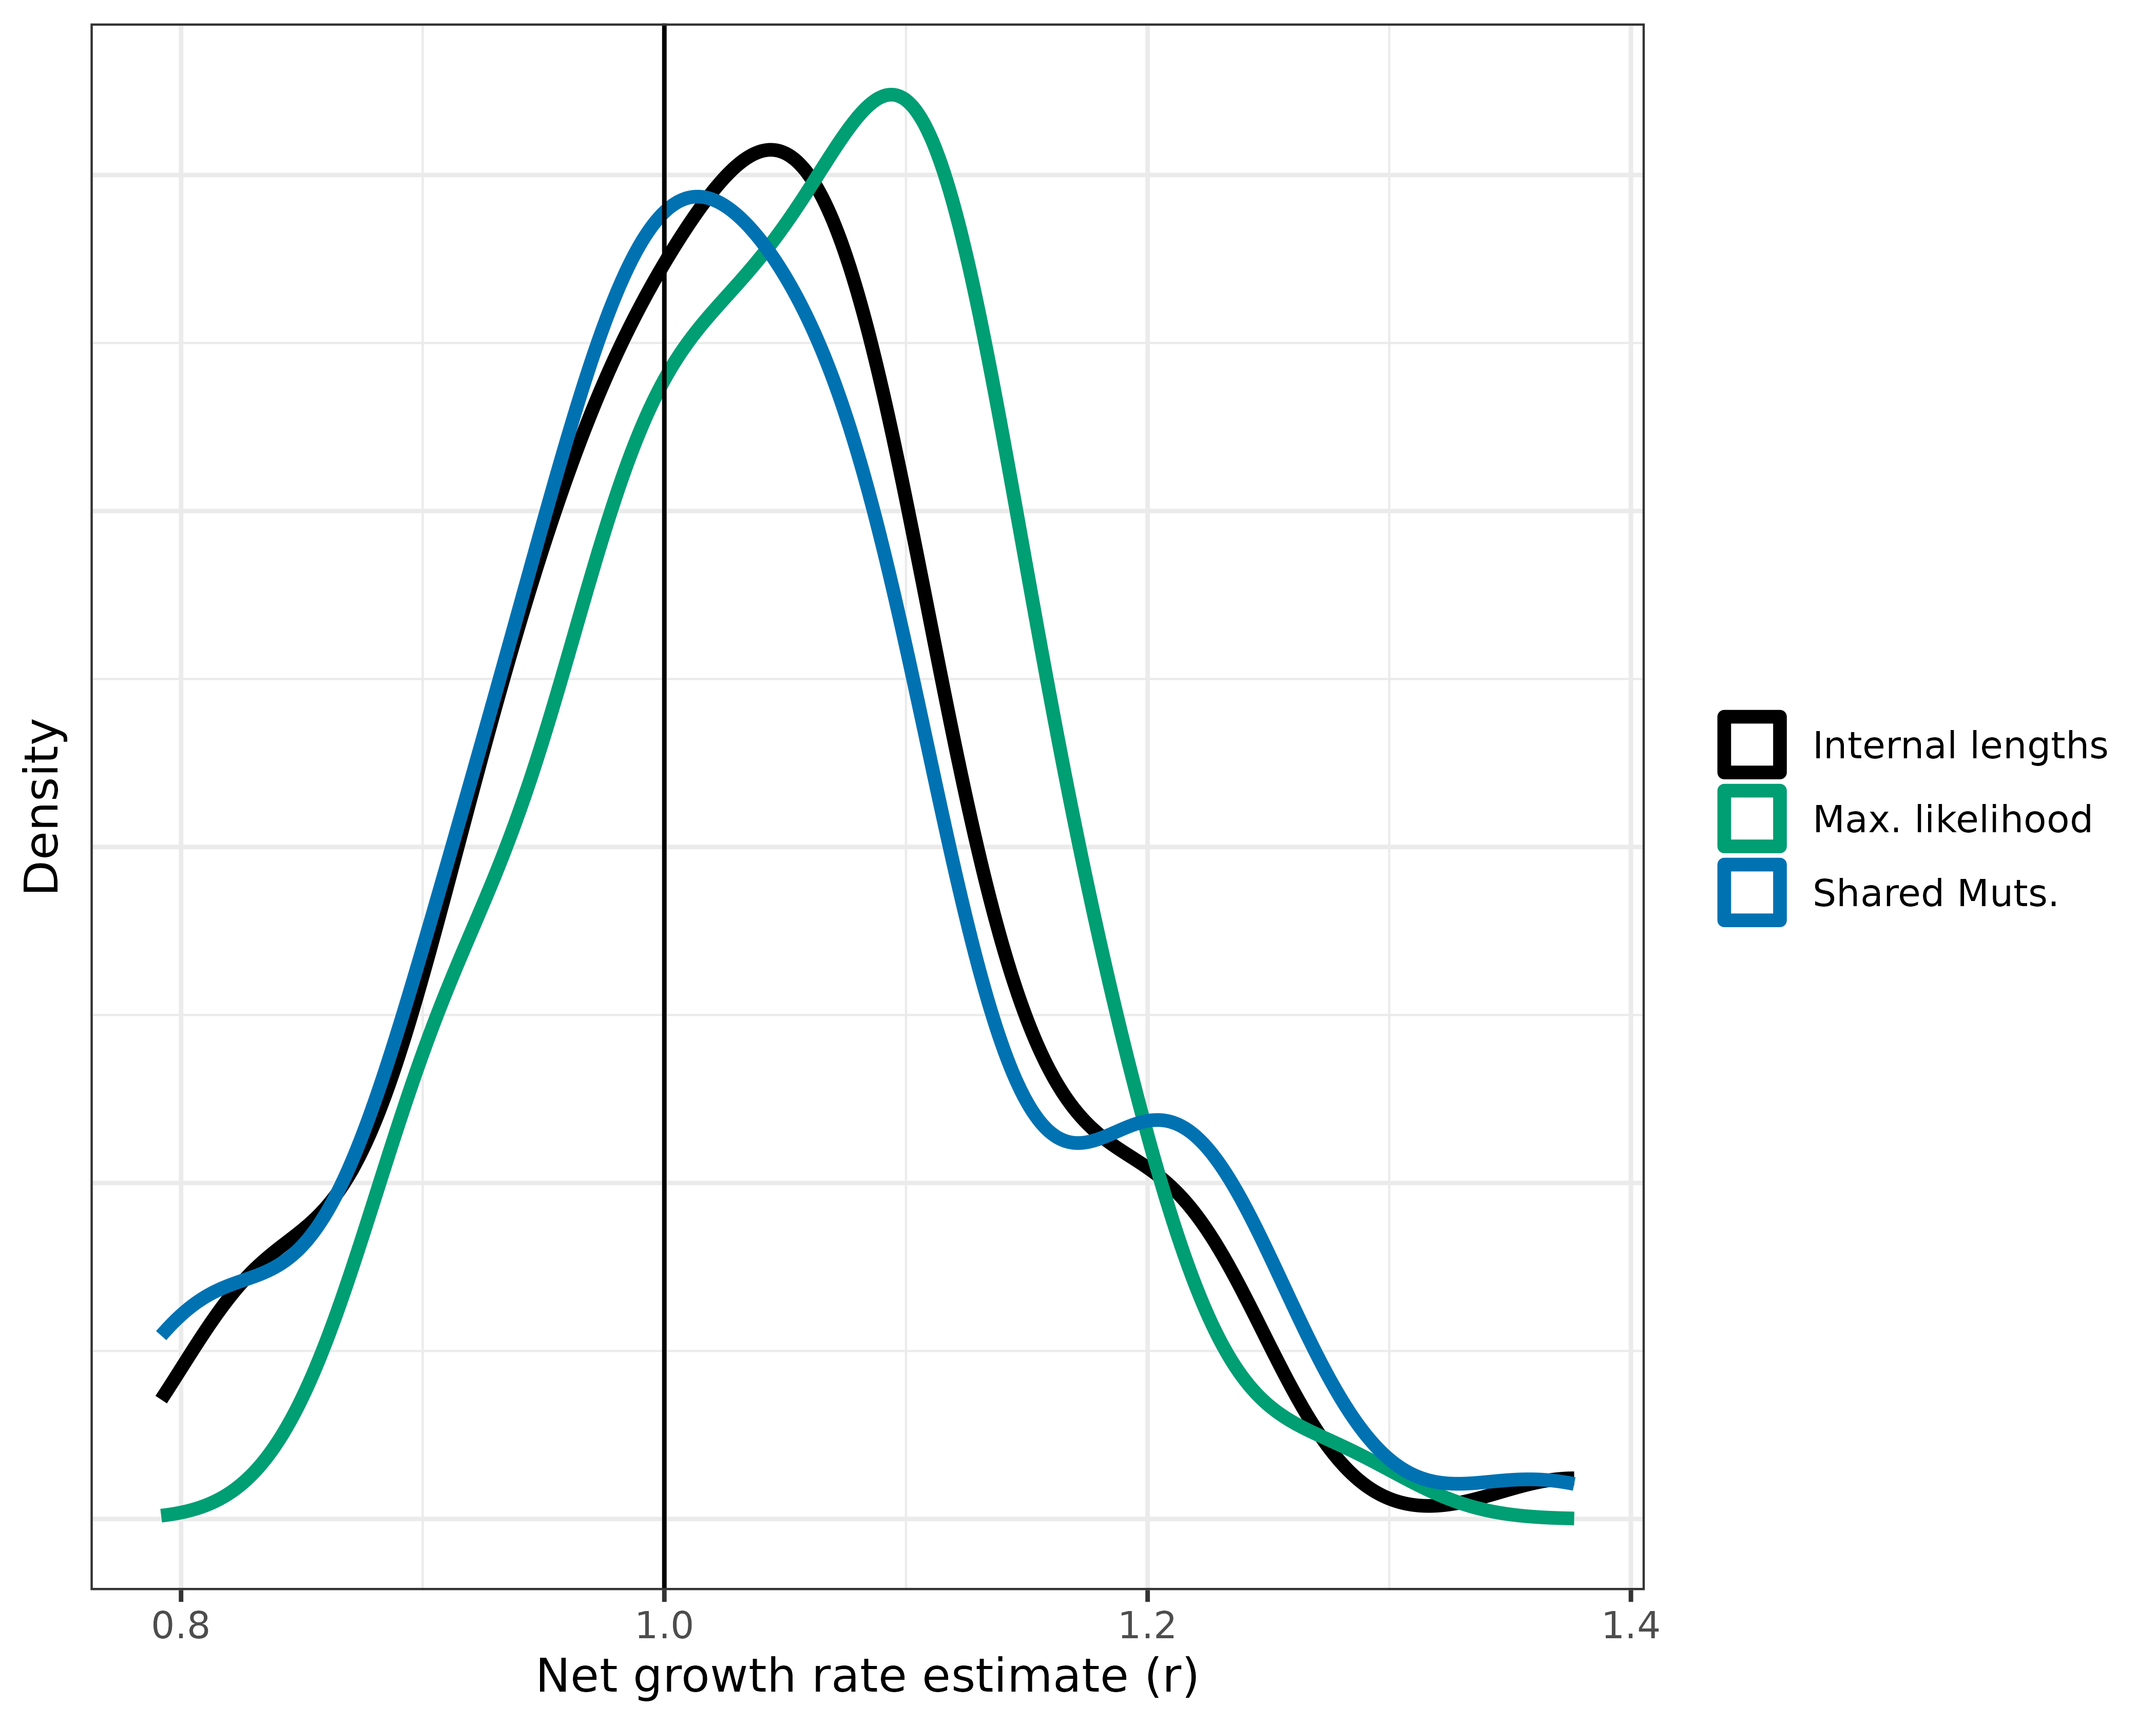 Density
0.8
1.0
1.2
1.4
Net growth rate estimate (r)
Internal lengths
Max. likelihood
Shared Muts.